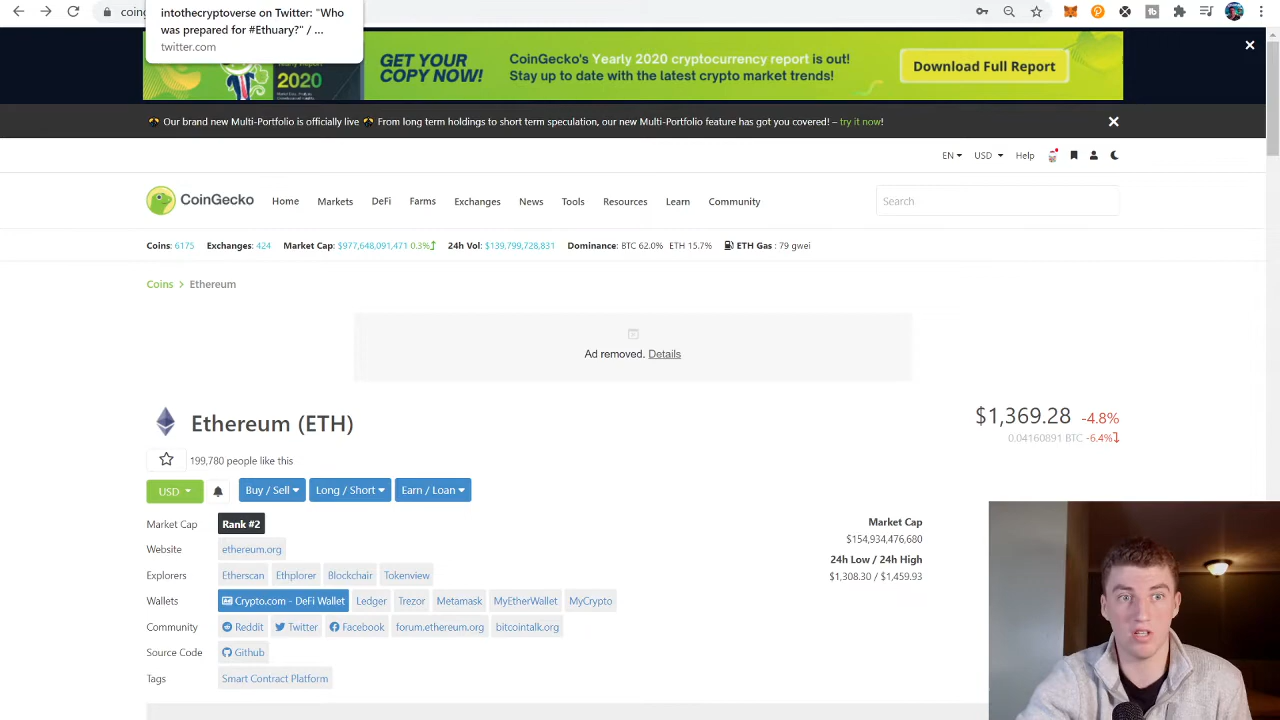 intothecryptoverse on Twitter: "Who
was prepared for #Ethuary?" / ...
twitter.com
coing
2020
GET YOUR
COPY NOW!
CoinGecko's Yearly 2020 cryptocurrency report is out!
Stay up to date with the latest crypto market trends!
Download Full Report
Our brand new Multi-Portfolio is officially live From long term holdings to short term speculation, our new Multi-Portfolio feature has got you covered! – try it now!
EN USD Help
CoinGecko Home Markets DeFi Farms Exchanges News Tools Resources Learn Community
Search
Coins: 6175 Exchanges: 424 Market Cap: $977,648,091,471 0.3% 24h Vol: $139,799,728,831 Dominance: BTC 62.0% ETH 15.7% ETH Gas : 79 gwei
Coins > Ethereum
Ad removed. Details
Ethereum (ETH)
$1,369.28 -4.8%
0.04160891 BTC -6.4%
199,780 people like this
USD Buy / Sell Long / Short Earn / Loan
Market Cap Rank #2
Website ethereum.org
Explorers Etherscan Ethplorer Blockchair Tokenview
Wallets Crypto.com - DeFi Wallet Ledger Trezor Metamask MyEtherWallet MyCrypto
Community Reddit Twitter Facebook forum.ethereum.org bitcointalk.org
Source Code Github
Tags Smart Contract Platform
Market Cap
$154,934,476,680
24h Low / 24h High
$1,308.30 / $1,459.93